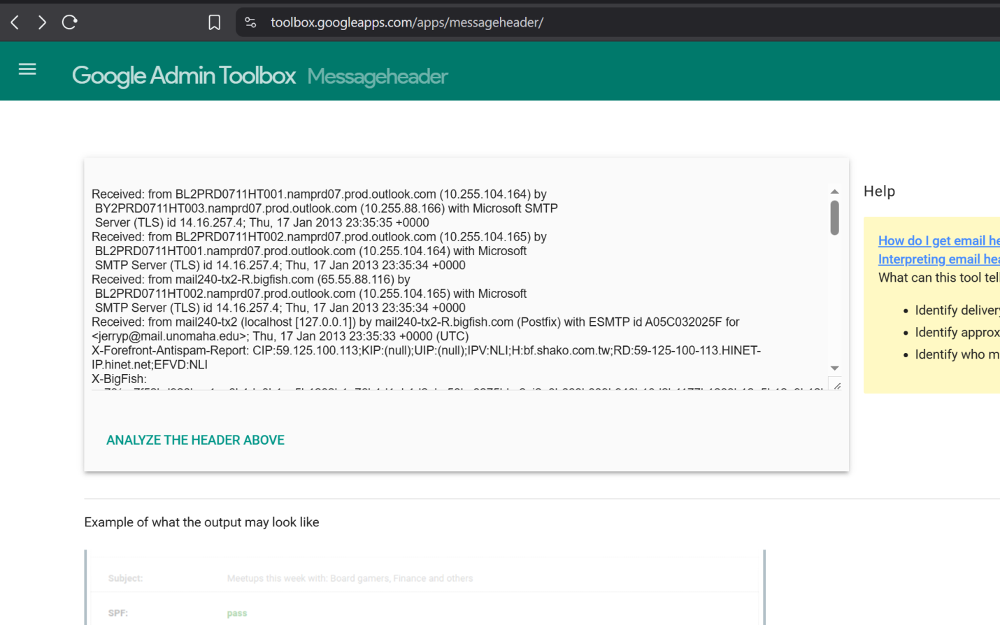 toolbox.googleapps.com/apps/messageheader/
Google Admin Toolbox Messageheader
Received: from BL2PRD0711HT001.namprd07.prod.outlook.com (10.255.104.164) by
BY2PRD0711HT003.namprd07.prod.outlook.com (10.255.88.166) with Microsoft SMTP
Server (TLS) id 14.16.257.4; Thu, 17 Jan 2013 23:35:35 +0000
Received: from BL2PRD0711HT002.namprd07.prod.outlook.com (10.255.104.165) by
BL2PRD0711HT001.namprd07.prod.outlook.com (10.255.104.164) with Microsoft
SMTP Server (TLS) id 14.16.257.4; Thu, 17 Jan 2013 23:35:34 +0000
Received: from mail240-tx2-R.bigfish.com (65.55.88.116) by
BL2PRD0711HT002.namprd07.prod.outlook.com (10.255.104.165) with Microsoft
SMTP Server (TLS) id 14.16.257.4; Thu, 17 Jan 2013 23:35:34 +0000
Received: from mail240-tx2 (localhost [127.0.0.1]) by mail240-tx2-R.bigfish.com (Postfix) with ESMTP id A05C032025F for
<jerryp@mail.unomaha.edu>; Thu, 17 Jan 2013 23:35:33 +0000 (UTC)
X-Forefront-Antispam-Report: CIP:59.125.100.113;KIP:(null);UIP:(null);IPV:NLI;H:bf.shako.com.tw;RD:59-125-100-113.HINET-
IP.hinet.net;EFVD:NLI
X-BigFish:
ANALYZE THE HEADER ABOVE
Help
How do I get email he
Interpreting email hea
What can this tool tell
• Identify delivery
• Identify approx
• Identify who m
Example of what the output may look like
Subject: Meetups this week with: Board gamers, Finance and others
SPF: pass